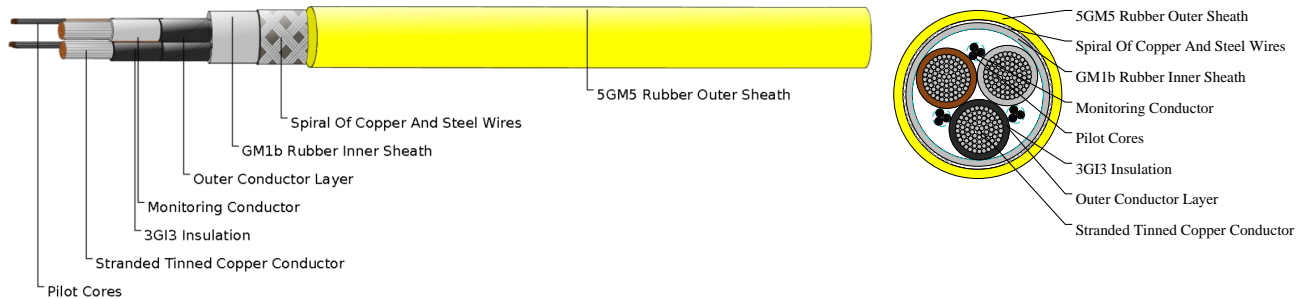 5GM5 Rubber Outer Sheath
Spiral Of Copper And Steel Wires
GM1b Rubber Inner Sheath
Outer Conductor Layer
Monitoring Conductor
3GI3 Insulation
Stranded Tinned Copper Conductor
Pilot Cores
5GM5 Rubber Outer Sheath
Spiral Of Copper And Steel Wires
GM1b Rubber Inner Sheath
Monitoring Conductor
Pilot Cores
3GI3 Insulation
Outer Conductor Layer
Stranded Tinned Copper Conductor